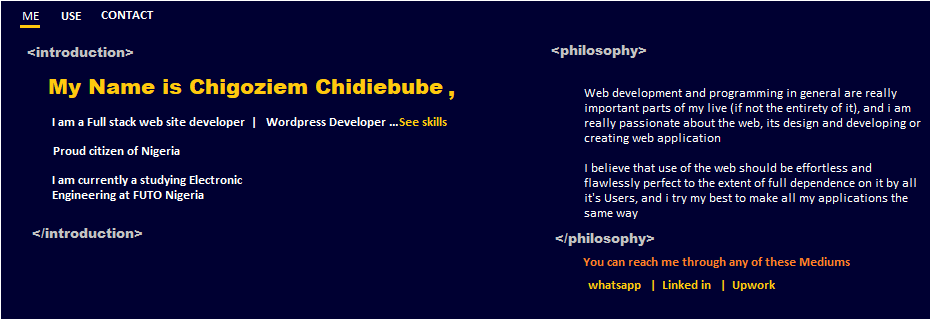 ME USE CONTACT
<introduction>
My Name is Chigoziem Chidiebube ,
I am a Full stack web site developer | Wordpress Developer ...See skills
Proud citizen of Nigeria
I am currently a studying Electronic
Engineering at FUTO Nigeria
</introduction>
<philosophy>
Web development and programming in general are really
important parts of my live (if not the entirety of it), and i am
really passionate about the web, its design and developing or
creating web application
I believe that use of the web should be effortless and
flawlessly perfect to the extent of full dependence on it by all
it's Users, and i try my best to make all my applications the
same way
</philosophy>
You can reach me through any of these Mediums
whatsapp | Linked in | Upwork